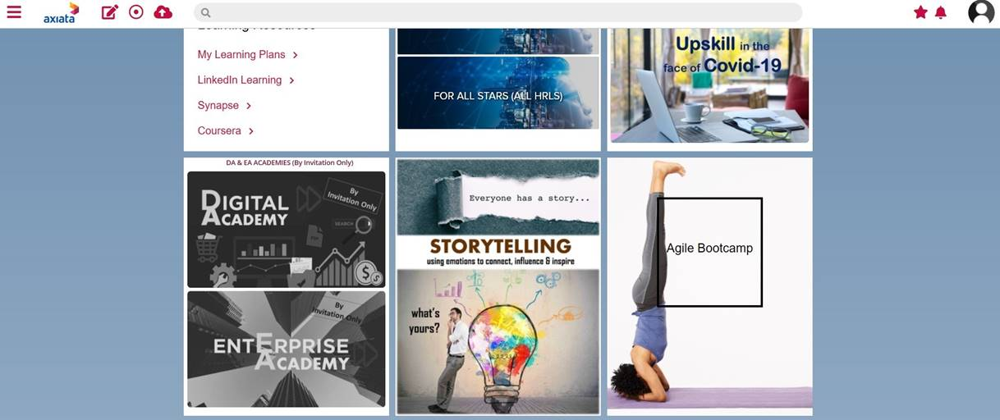 axiata
Learning Resources
My Learning Plans
LinkedIn Learning
Synapse
Coursera
FOR ALL STARS (ALL HRLS)
Upskill in the
face of Covid-19
DA & EA ACADEMIES (By Invitation Only)
By
Invitation Only
DIGITAL
ACADEMY
SEARCH
PDF
By
Invitation Only
ENTERPRISE
ACADEMY
Everyone has a story...
STORYTELLING
using emotions to connect, influence & inspire
what's
yours?
Agile Bootcamp